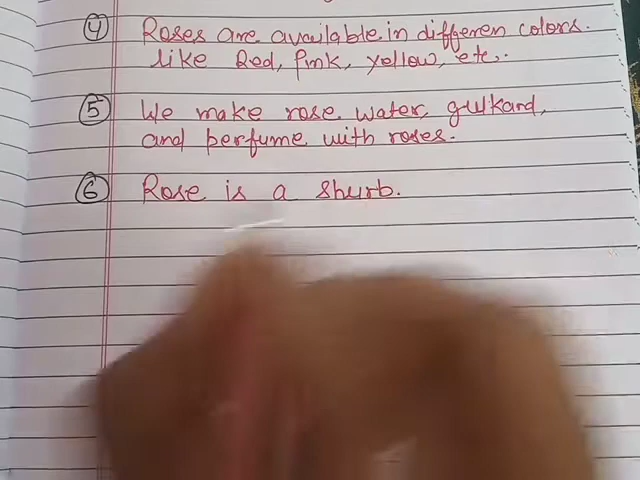 ④ Roses are available in differen colors.
like Red, Pink, yellow, etc,.
⑤ We make rose water, gulkand,
and perfume with roses.
⑥ Rose is a shurb.